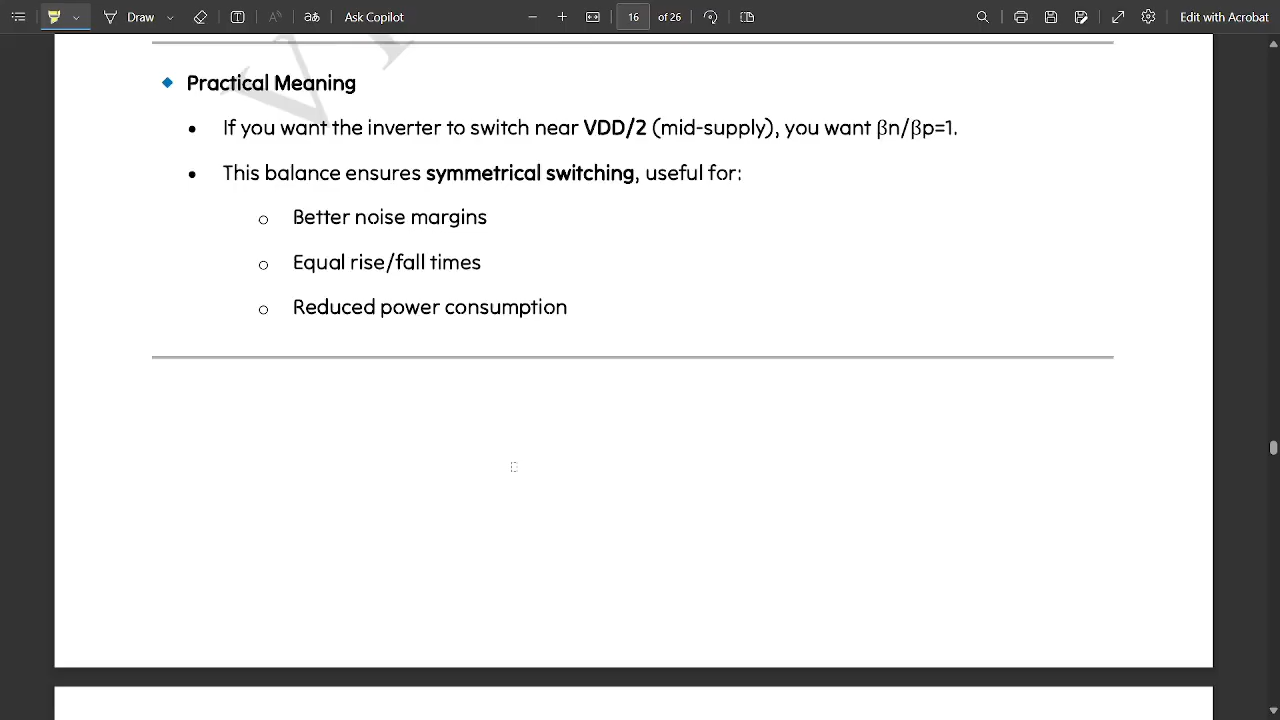 Draw Ask Copilot 16 of 26 Edit with Acrobat
Practical Meaning
• If you want the inverter to switch near VDD/2 (mid-supply), you want βn/βp=1.
• This balance ensures symmetrical switching, useful for:
o Better noise margins
o Equal rise/fall times
o Reduced power consumption